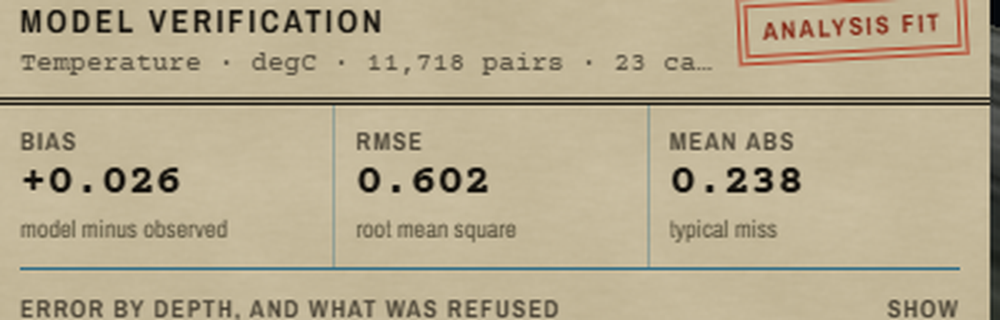 MODEL VERIFICATION
ANALYSIS FIT
Temperature · degC · 11,718 pairs · 23 ca…
BIAS
+0.026
model minus observed
RMSE
0.602
root mean square
MEAN ABS
0.238
typical miss
ERROR BY DEPTH, AND WHAT WAS REFUSED
SHOW